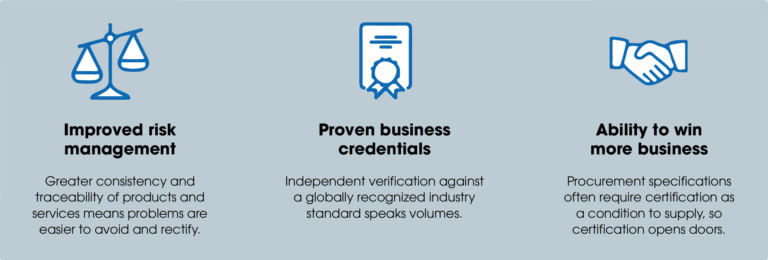 Improved risk
management
Greater consistency and
traceability of products and
services means problems are
easier to avoid and rectify.
Proven business
credentials
Independent verification against
a globally recognized industry
standard speaks volumes.
Ability to win
more business
Procurement specifications
often require certification as
a condition to supply, so
certification opens doors.